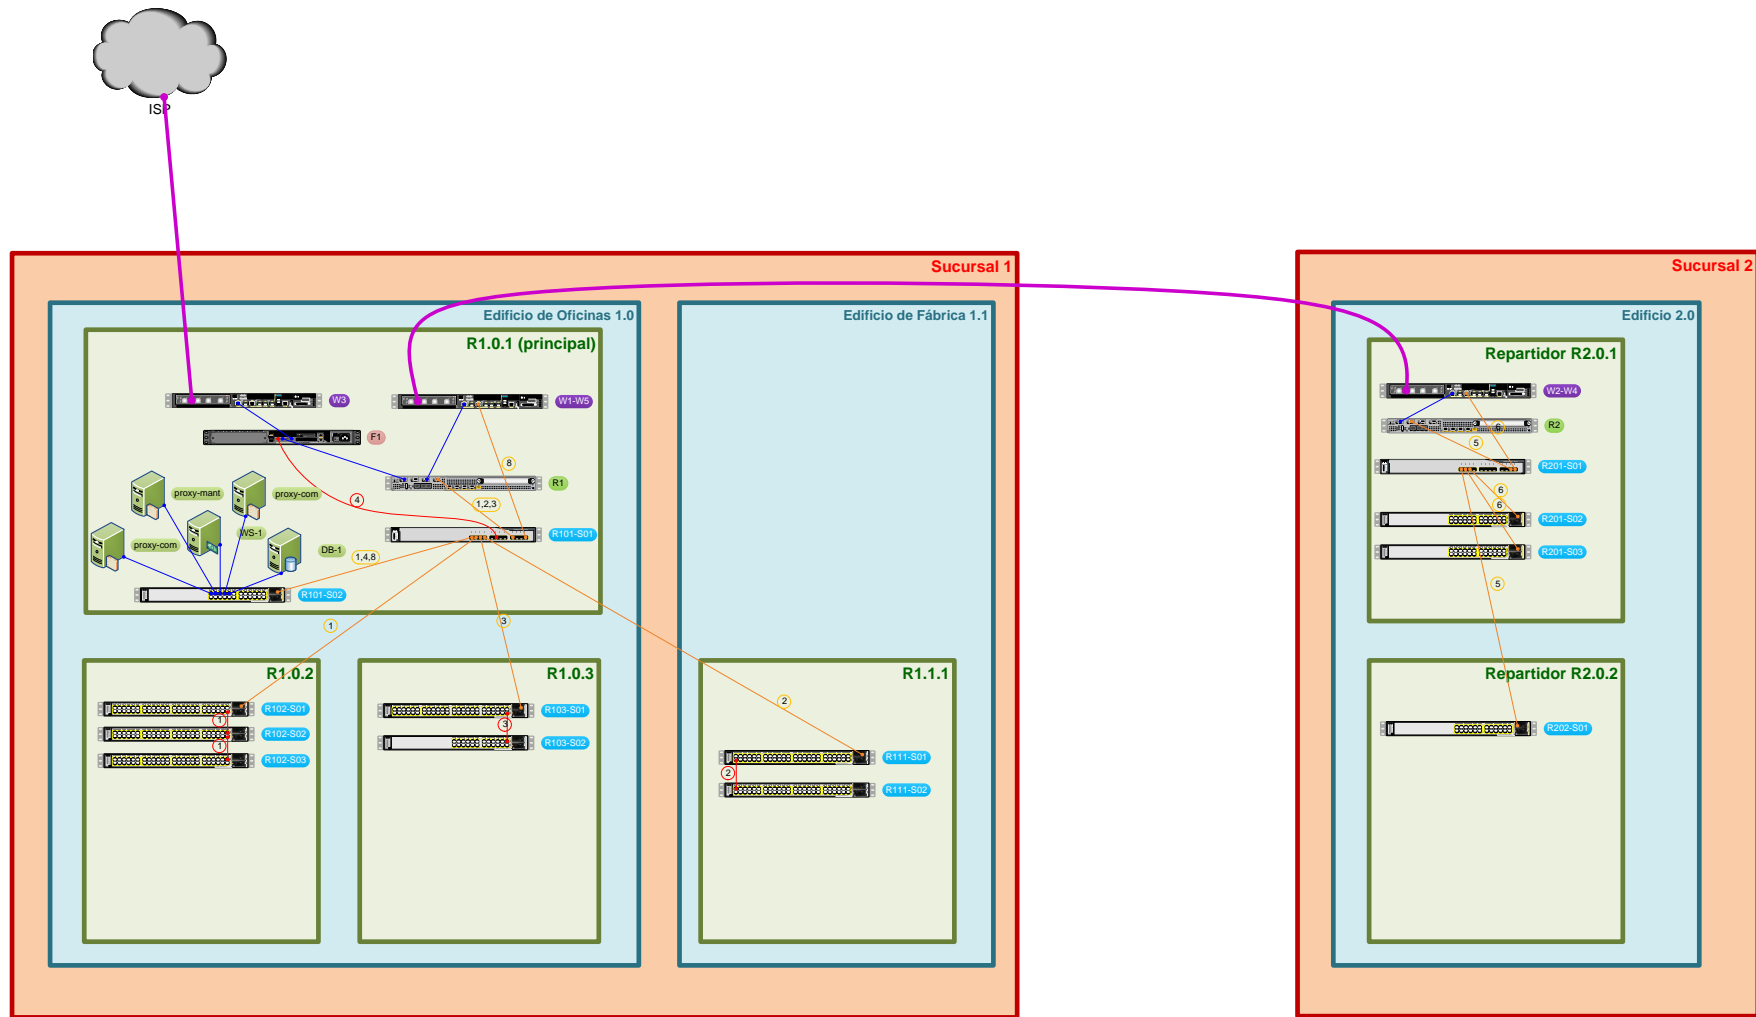 ISP
Sucursal 1
Sucursal 2
Edificio de Oficinas 1.0
Edificio de Fábrica 1.1
Edificio 2.0
R1.0.1 (principal)
Repartidor R2.0.1
W3
W1-W5
W2-W4
F1
R2
8
6
5
R201-S01
R1
proxy-mant
proxy-com
4
1,2,3
6
6
R201-S02
WS-1
R101-S01
proxy-com
DB-1
1,4,8
R201-S03
5
R101-S02
1
3
R1.0.2
R1.0.3
R1.1.1
Repartidor R2.0.2
2
R102-S01
R103-S01
1
3
R202-S01
R102-S02
R103-S02
1
R102-S03
R111-S01
2
R111-S02